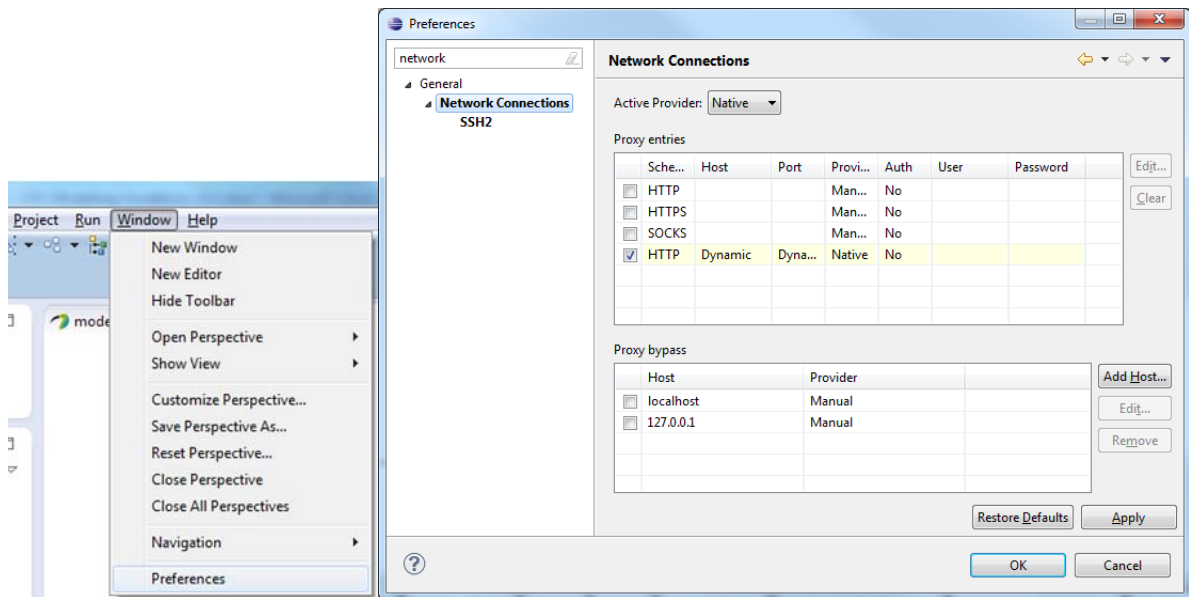 Project Run Window Help
New Window
New Editor
Hide Toolbar
mode
Open Perspective
Show View
Customize Perspective...
Save Perspective As...
Reset Perspective...
Close Perspective
Close All Perspectives
Navigation
Preferences
Preferences
network
General
Network Connections
SSH2
Network Connections
Active Provider: Native
Proxy entries
Sche... Host Port Provi... Auth User Password
HTTP Man... No
HTTPS Man... No
SOCKS Man... No
HTTP Dynamic Dyna... Native No
Edit...
Clear
Proxy bypass
Host Provider
localhost Manual
127.0.0.1 Manual
Add Host...
Edit...
Remove
Restore Defaults Apply
OK Cancel